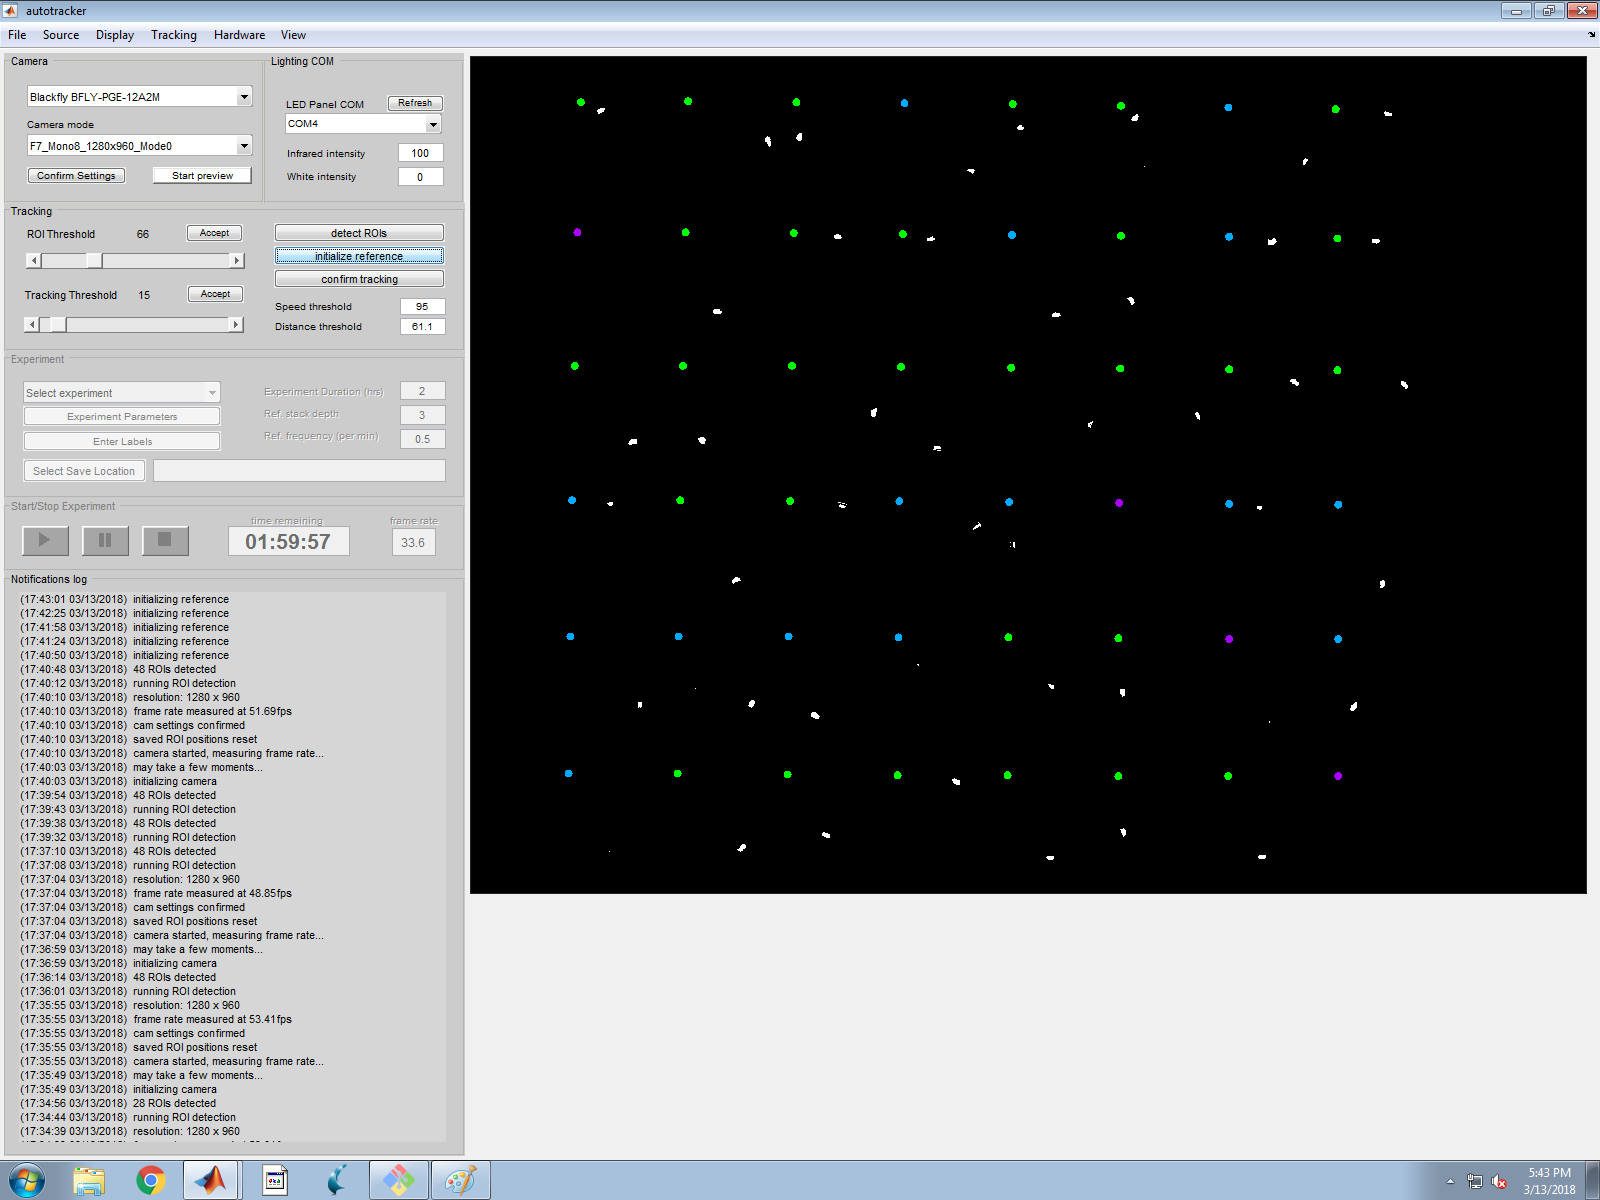 autotracker
File Source Display Tracking Hardware View
Camera
Blackfly BFLY-PGE-12A2M
Camera mode
F7_Mono8_1280x960_Mode0
Confirm Settings Start preview
Lighting COM
LED Panel COM Refresh
COM4
Infrared intensity 100
White intensity 0
Tracking
ROI Threshold 66 Accept
Tracking Threshold 15 Accept
detect ROIs
initialize reference
confirm tracking
Speed threshold 95
Distance threshold 61.1
Experiment
Select experiment
Experiment Parameters
Enter Labels
Experiment Duration (hrs) 2
Ref. stack depth 3
Ref. frequency (per min) 0.5
Select Save Location
Start/Stop Experiment
time remaining
01:59:57
frame rate
33.6
Notifications log
(17:43:01 03/13/2018) initializing reference
(17:42:25 03/13/2018) initializing reference
(17:41:58 03/13/2018) initializing reference
(17:41:24 03/13/2018) initializing reference
(17:40:50 03/13/2018) initializing reference
(17:40:48 03/13/2018) 48 ROIs detected
(17:40:12 03/13/2018) running ROI detection
(17:40:10 03/13/2018) resolution: 1280 x 960
(17:40:10 03/13/2018) frame rate measured at 51.69fps
(17:40:10 03/13/2018) cam settings confirmed
(17:40:10 03/13/2018) saved ROI positions reset
(17:40:10 03/13/2018) camera started, measuring frame rate...
(17:40:03 03/13/2018) may take a few moments...
(17:40:03 03/13/2018) initializing camera
(17:39:54 03/13/2018) 48 ROIs detected
(17:39:43 03/13/2018) running ROI detection
(17:39:38 03/13/2018) 48 ROIs detected
(17:39:32 03/13/2018) running ROI detection
(17:37:10 03/13/2018) 48 ROIs detected
(17:37:08 03/13/2018) running ROI detection
(17:37:04 03/13/2018) resolution: 1280 x 960
(17:37:04 03/13/2018) frame rate measured at 48.85fps
(17:37:04 03/13/2018) cam settings confirmed
(17:37:04 03/13/2018) saved ROI positions reset
(17:37:04 03/13/2018) camera started, measuring frame rate...
(17:36:59 03/13/2018) may take a few moments...
(17:36:59 03/13/2018) initializing camera
(17:36:14 03/13/2018) 48 ROIs detected
(17:36:01 03/13/2018) running ROI detection
(17:35:55 03/13/2018) resolution: 1280 x 960
(17:35:55 03/13/2018) frame rate measured at 53.41fps
(17:35:55 03/13/2018) cam settings confirmed
(17:35:55 03/13/2018) saved ROI positions reset
(17:35:55 03/13/2018) camera started, measuring frame rate...
(17:35:49 03/13/2018) may take a few moments...
(17:35:49 03/13/2018) initializing camera
(17:34:56 03/13/2018) 28 ROIs detected
(17:34:44 03/13/2018) running ROI detection
(17:34:39 03/13/2018) resolution: 1280 x 960
5:43 PM
3/13/2018